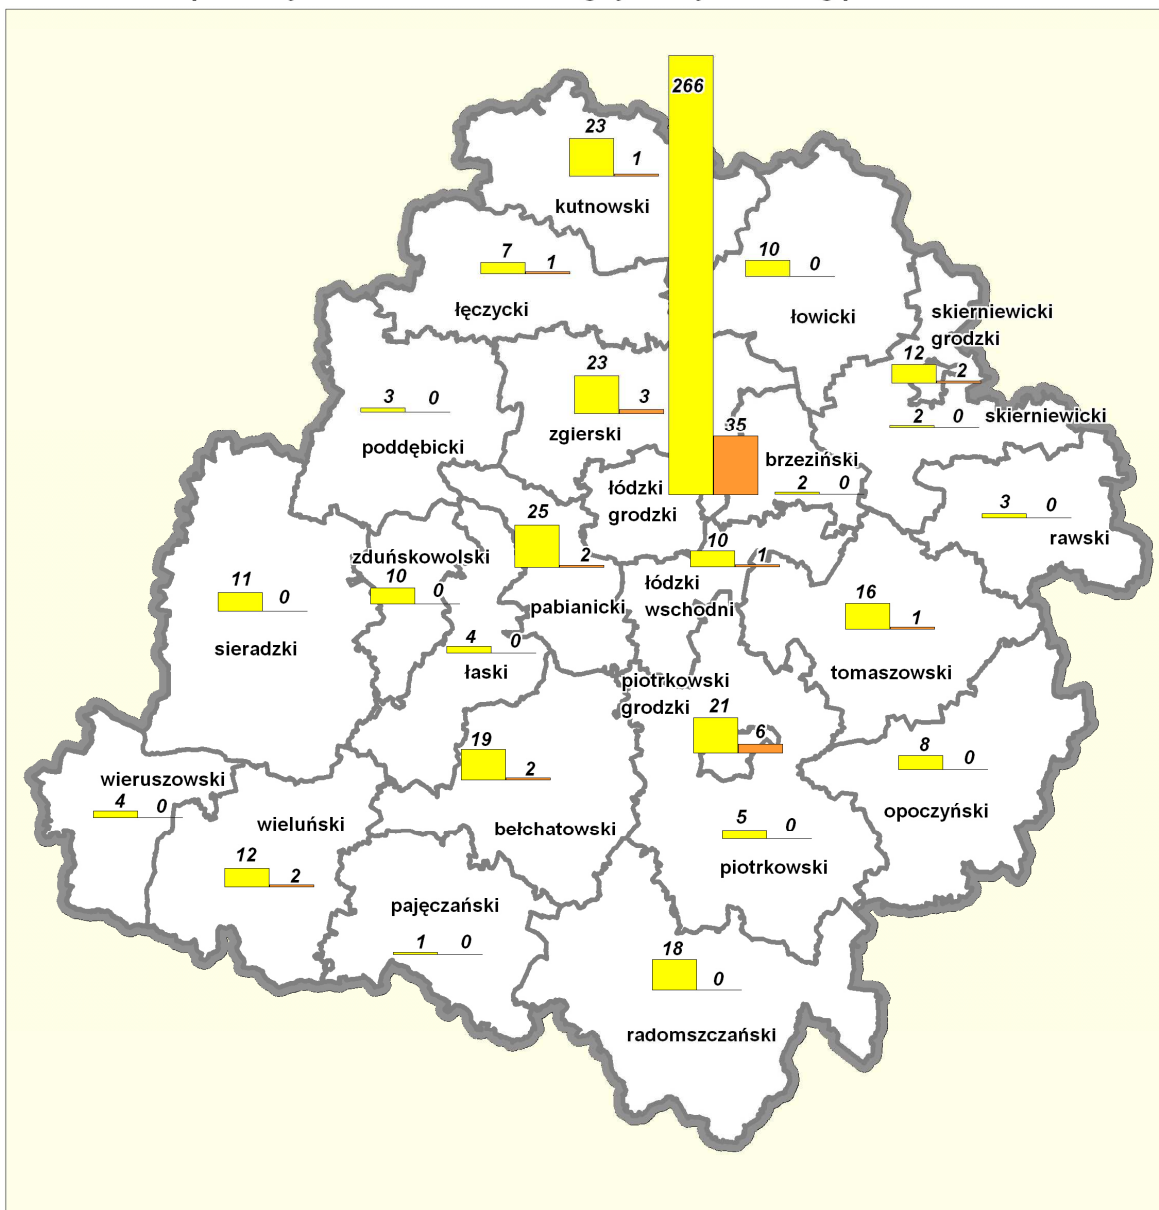 266
23
1
kutnowski
7
1
łęczycki
10
0
łowicki
skierniewicki
grodzki
12
2
2
0
skierniewicki
3
0
poddębicki
23
3
zgierski
35
brzeziński
2
0
łódzki
grodzki
3
0
rawski
25
2
pabianicki
10
1
łódzki
wschodni
zduńskowolski
10
0
11
0
sieradzki
16
1
tomaszowski
4
0
łaski
piotrkowski
grodzki
21
6
19
2
bełchatowski
8
0
opoczyński
wieruszowski
4
0
wieluński
12
2
5
0
piotrkowski
pajęczański
1
0
18
0
radomszczański